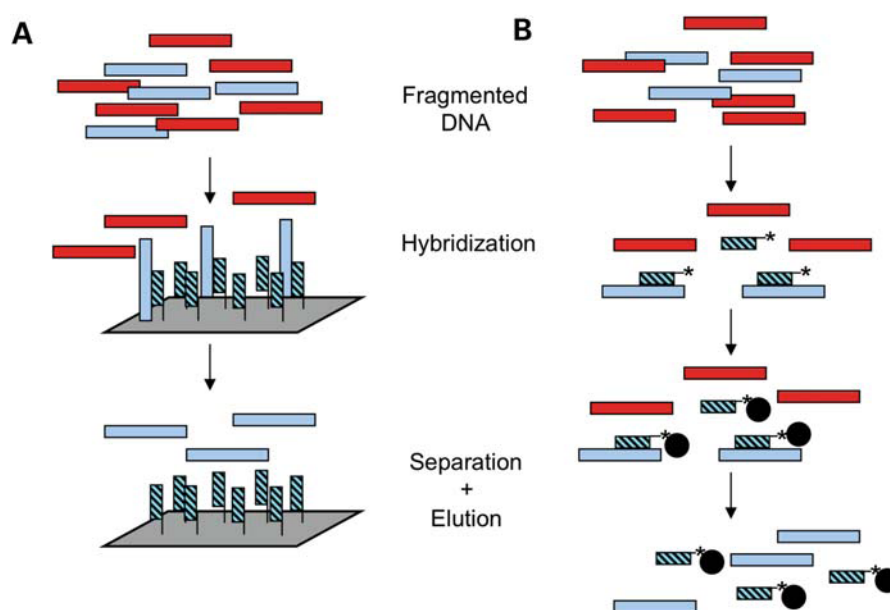 A
B
Fragmented
DNA
Hybridization
*
*
*
*
*
*
Separation
+
Elution
*
*
*